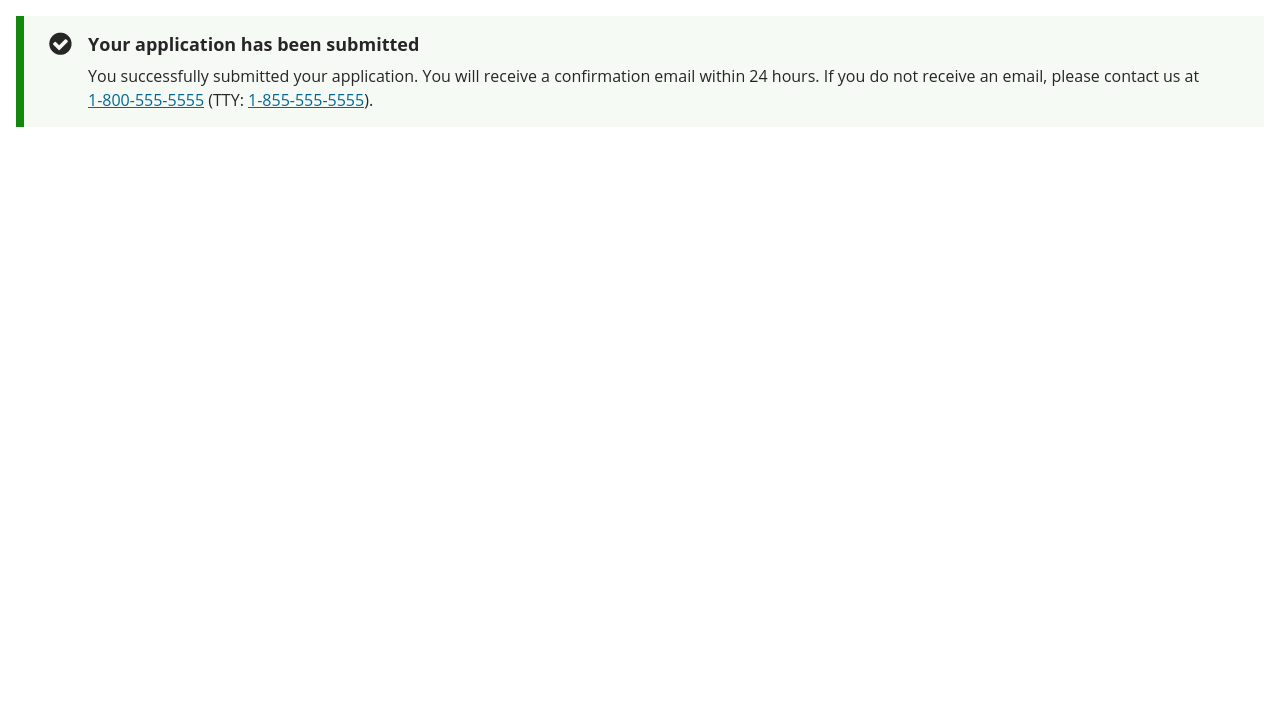 Your application has been submitted
You successfully submitted your application. You will receive a confirmation email within 24 hours. If you do not receive an email, please contact us at
1-800-555-5555 (TTY: 1-855-555-5555).